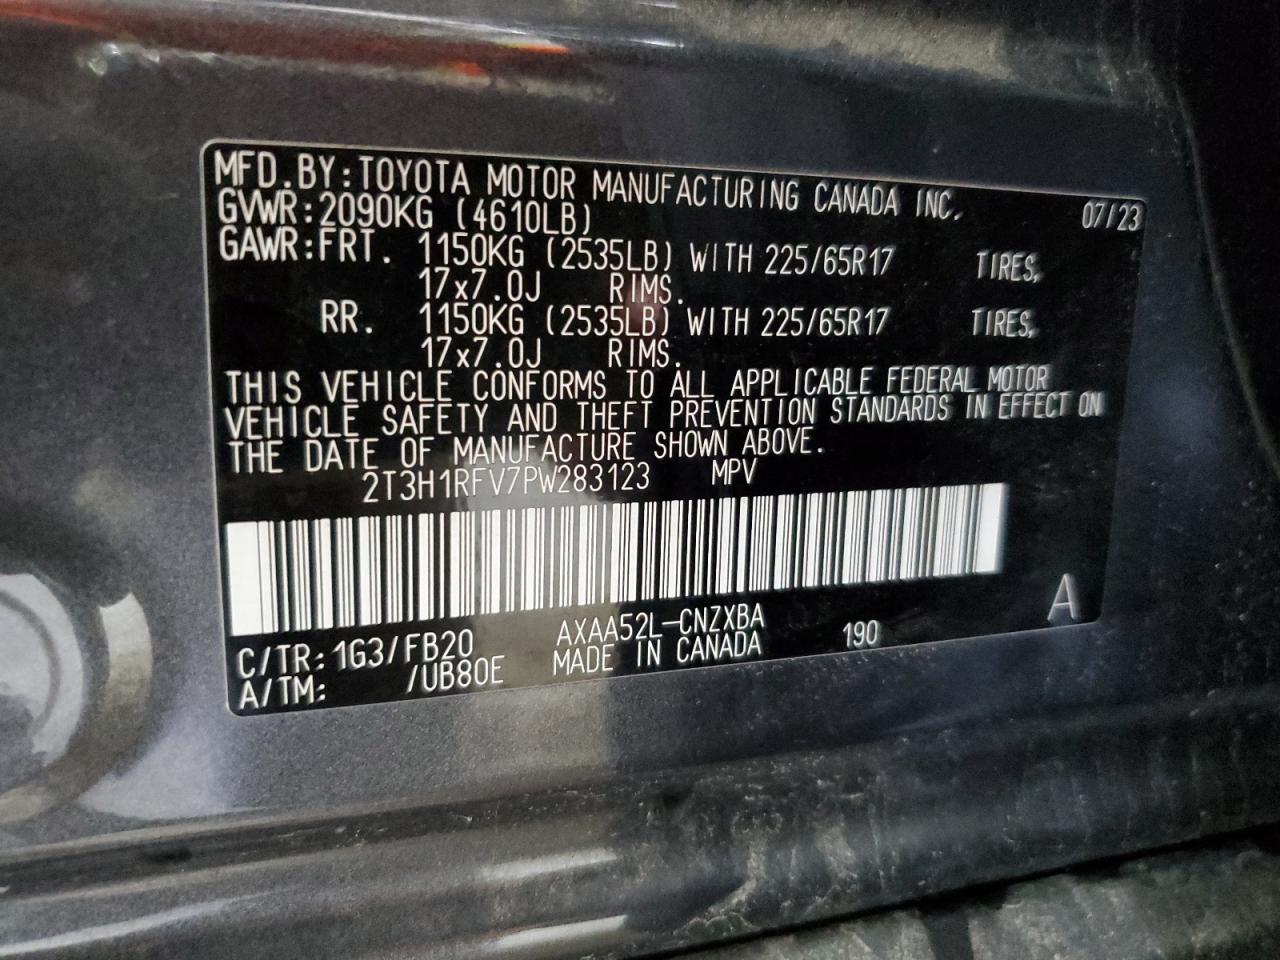 MFD.BY:TOYOTA MOTOR MANUFACTURING CANADA INC. 07/23
GVWR:2090KG (4610LB)
GAWR:FRT. 1150KG (2535LB) WITH 225/65R17 TIRES,
17x7.0J RIMS.
RR. 1150KG (2535LB) WITH 225/65R17 TIRES,
17x7.0J RIMS.
THIS VEHICLE CONFORMS TO ALL APPLICABLE FEDERAL MOTOR
VEHICLE SAFETY AND THEFT PREVENTION STANDARDS IN EFFECT ON
THE DATE OF MANUFACTURE SHOWN ABOVE.
2T3H1RFV7PW283123 MPV
A
C/TR:1G3/FB20 AXAA52L-CNZXBA 190
A/TM: /UB80E MADE IN CANADA